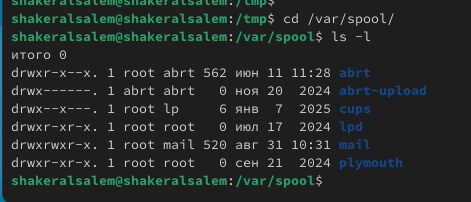 shakeralsalem@shakeralsalem:/tmp$
shakeralsalem@shakeralsalem:/tmp$ cd /var/spool/
shakeralsalem@shakeralsalem:/var/spool$ ls -l
итого 0
drwxr-x--x. 1 root abrt 562 июн 11 11:28 abrt
drwx------. 1 abrt abrt   0 ноя 20  2024 abrt-upload
drwx--x---. 1 root lp     6 янв  7  2025 cups
drwxr-xr-x. 1 root root   0 июл 17  2024 lpd
drwxrwxr-x. 1 root mail 520 авг 31 10:31 mail
drwxr-xr-x. 1 root root   0 сен 21  2024 plymouth
shakeralsalem@shakeralsalem:/var/spool$